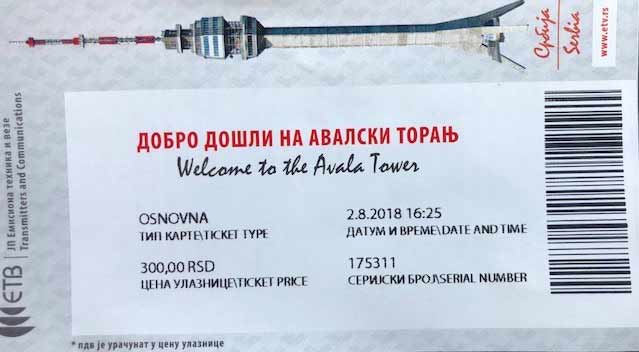 Србија
Serbia
www.etv.rs
ЈП Емисиона техника и везе
Transmitters and Communications
ЕТВ
ДОБРО ДОШЛИ НА АВАЛСКИ ТОРАЊ
Welcome to the Avala Tower
OSNOVNA
ТИП КАРТЕ\TICKET TYPE
2.8.2018 16:25
ДАТУМ И ВРЕМЕ\DATE AND TIME
300,00 RSD
ЦЕНА УЛАЗНИЦЕ\TICKET PRICE
175311
СЕРИЈСКИ БРОЈ\SERIAL NUMBER
* пдв је урачунат у цену улазнице